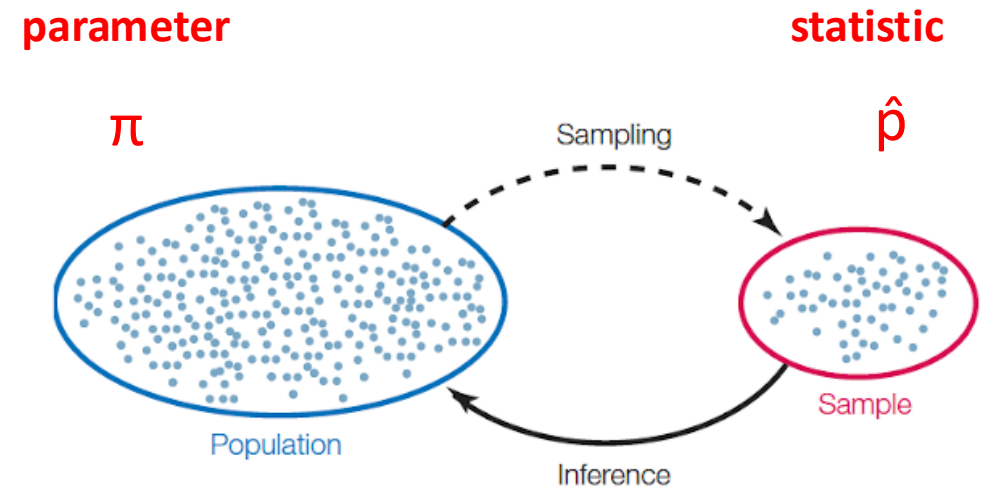 parameter
statistic
π
p̂
Sampling
Sample
Population
Inference